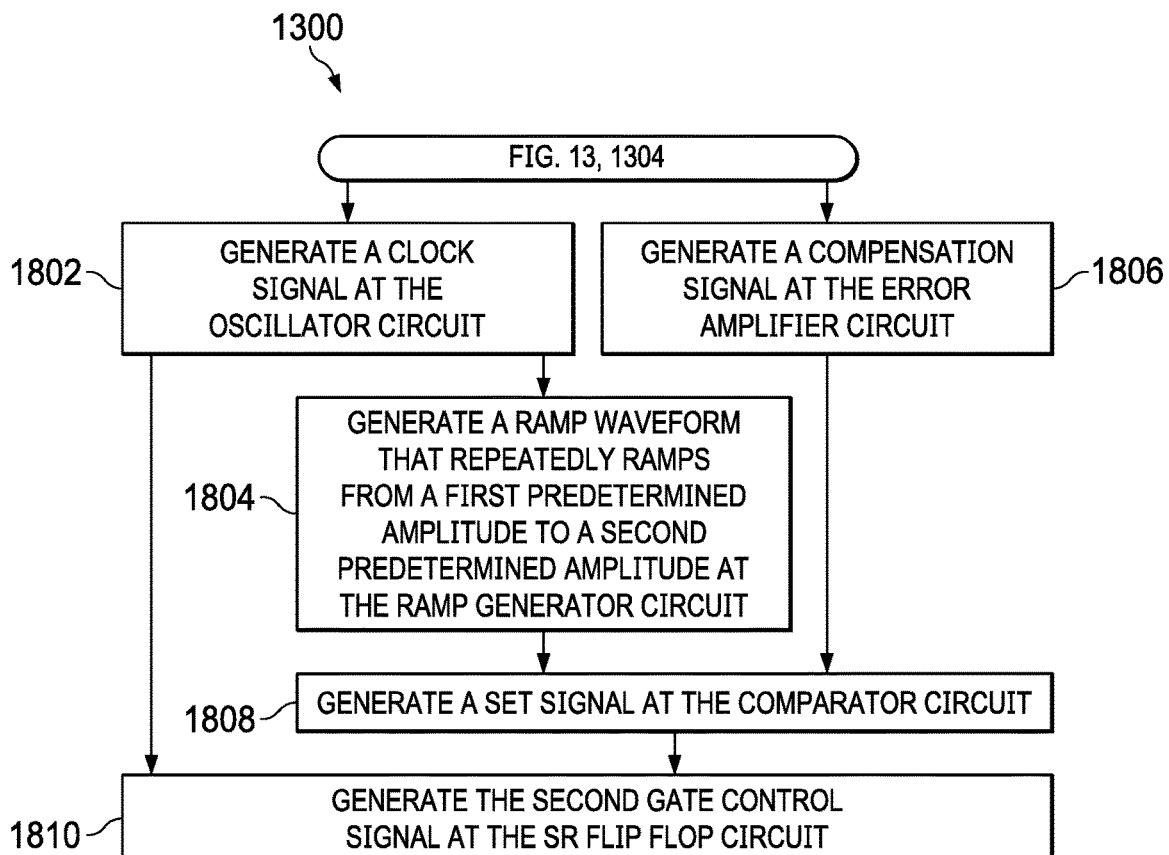 1300
FIG. 13, 1304
1802
GENERATE A CLOCK
SIGNAL AT THE
OSCILLATOR CIRCUIT
GENERATE A COMPENSATION
SIGNAL AT THE ERROR
AMPLIFIER CIRCUIT
1806
1804
GENERATE A RAMP WAVEFORM
THAT REPEATEDLY RAMPS
FROM A FIRST PREDETERMINED
AMPLITUDE TO A SECOND
PREDETERMINED AMPLITUDE AT
THE RAMP GENERATOR CIRCUIT
1808
GENERATE A SET SIGNAL AT THE COMPARATOR CIRCUIT
1810
GENERATE THE SECOND GATE CONTROL
SIGNAL AT THE SR FLIP FLOP CIRCUIT